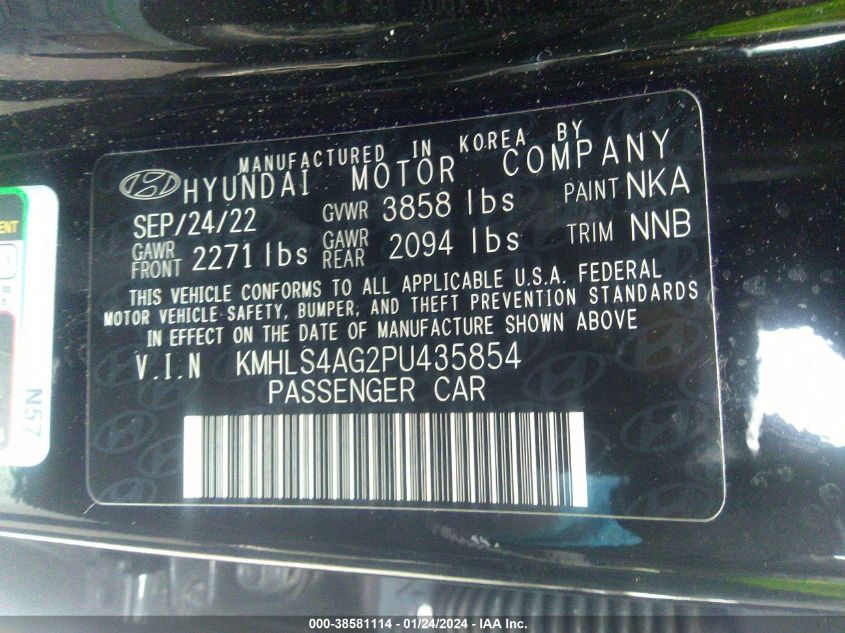 MANUFACTURED IN KOREA BY
HYUNDAI MOTOR COMPANY
SEP/24/22 GVWR 3858 lbs PAINT NKA
GAWR FRONT 2271 lbs GAWR REAR 2094 lbs TRIM NNB
THIS VEHICLE CONFORMS TO ALL APPLICABLE U.S.A. FEDERAL
MOTOR VEHICLE SAFETY, BUMPER, AND THEFT PREVENTION STANDARDS
IN EFFECT ON THE DATE OF MANUFACTURE SHOWN ABOVE
V.I.N KMHLS4AG2PU435854
PASSENGER CAR
N57
000-38581114 - 01/24/2024 - IAA Inc.